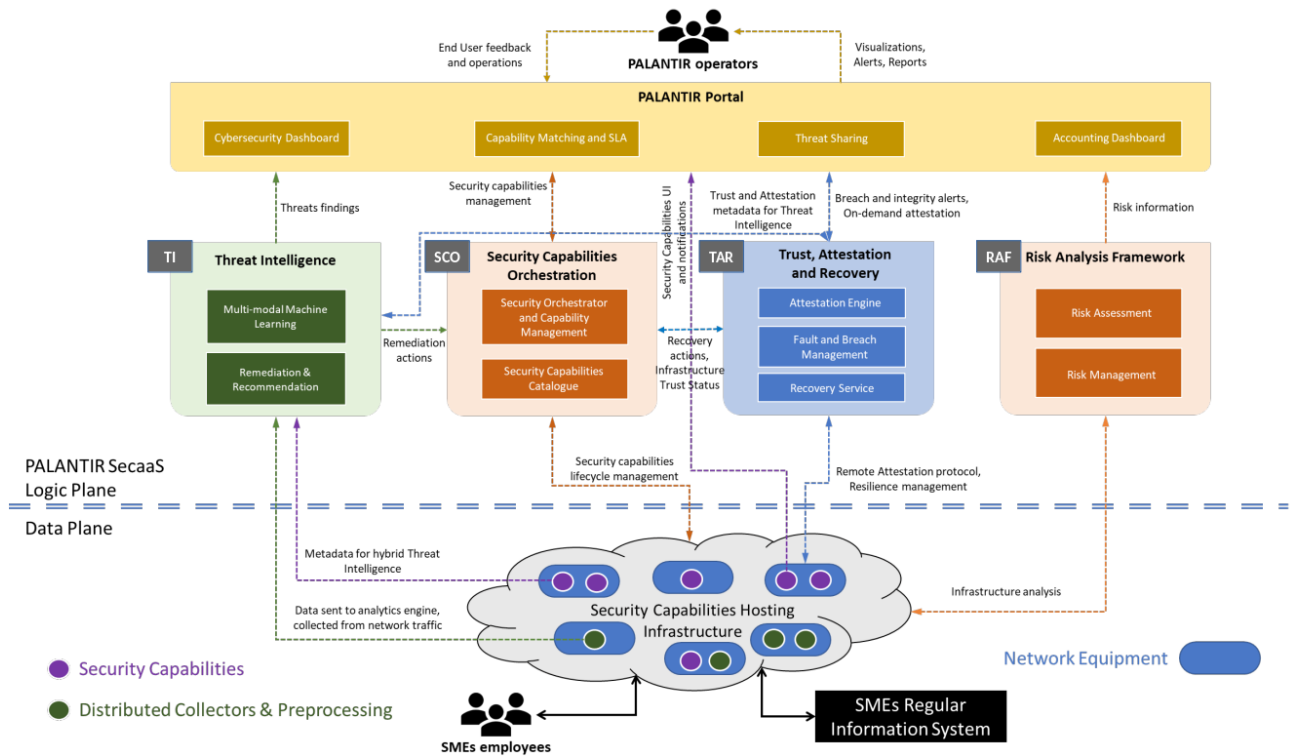 End User feedback
and operations
PALANTIR operators
Visualizations,
Alerts, Reports
PALANTIR Portal
Cybersecurity Dashboard
Capability Matching and SLA
Threat Sharing
Accounting Dashboard
Threats findings
Security capabilities
management
Security Capabilities UI
and notifications
Trust and Attestation
metadata for Threat
Intelligence
Breach and integrity alerts,
On-demand attestation
Risk information
TI
Threat Intelligence
Multi-modal Machine
Learning
Remediation &
Recommendation
Remediation
actions
SCO
Security Capabilities
Orchestration
Security Orchestrator
and Capability
Management
Security Capabilities
Catalogue
Recovery
actions,
Infrastructure
Trust Status
TAR
Trust, Attestation
and Recovery
Attestation Engine
Fault and Breach
Management
Recovery Service
RAF
Risk Analysis Framework
Risk Assessment
Risk Management
PALANTIR SecaaS
Logic Plane
Security capabilities
lifecycle management
Remote Attestation protocol,
Resilience management
Data Plane
Metadata for hybrid Threat
Intelligence
Data sent to analytics engine,
collected from network traffic
Security Capabilities Hosting
Infrastructure
Infrastructure analysis
Security Capabilities
Distributed Collectors & Preprocessing
Network Equipment
SMEs employees
SMEs Regular
Information System